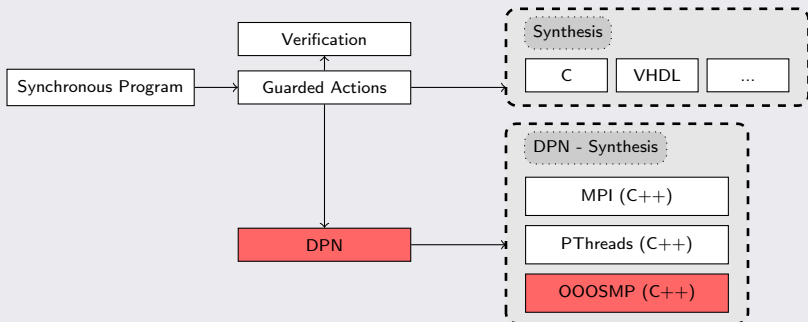 Verification
Synchronous Program
Guarded Actions
Synthesis
C
VHDL
...
DPN - Synthesis
MPI (C++)
PThreads (C++)
OOOSMP (C++)
DPN